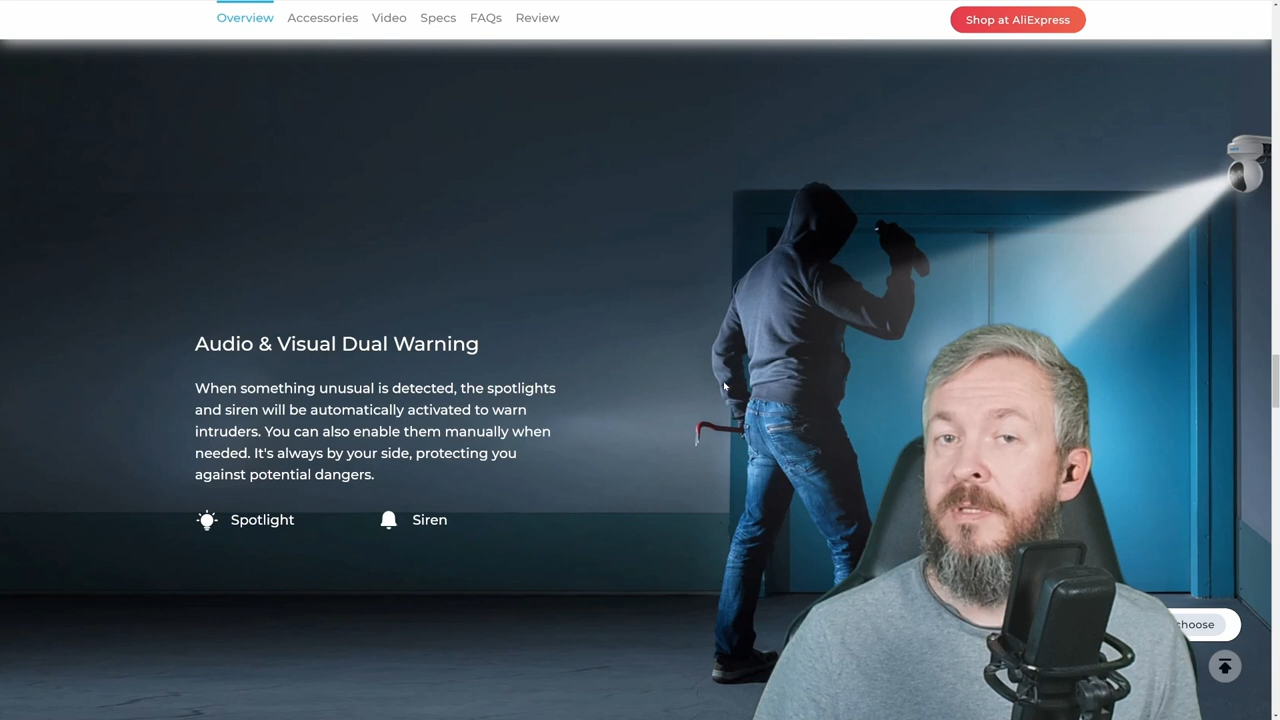 Overview Accessories Video Specs FAQs Review
Shop at AliExpress
Audio & Visual Dual Warning
When something unusual is detected, the spotlights
and siren will be automatically activated to warn
intruders. You can also enable them manually when
needed. It's always by your side, protecting you
against potential dangers.
Spotlight Siren
choose